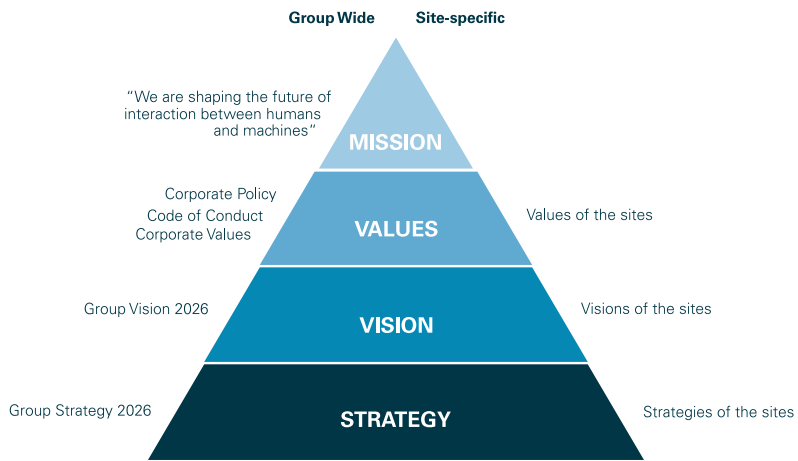 Group Wide Site-specific
“We are shaping the future of
interaction between humans
and machines”
MISSION
Corporate Policy
Code of Conduct
Corporate Values
VALUES
Values of the sites
Group Vision 2026
VISION
Visions of the sites
Group Strategy 2026
STRATEGY
Strategies of the sites